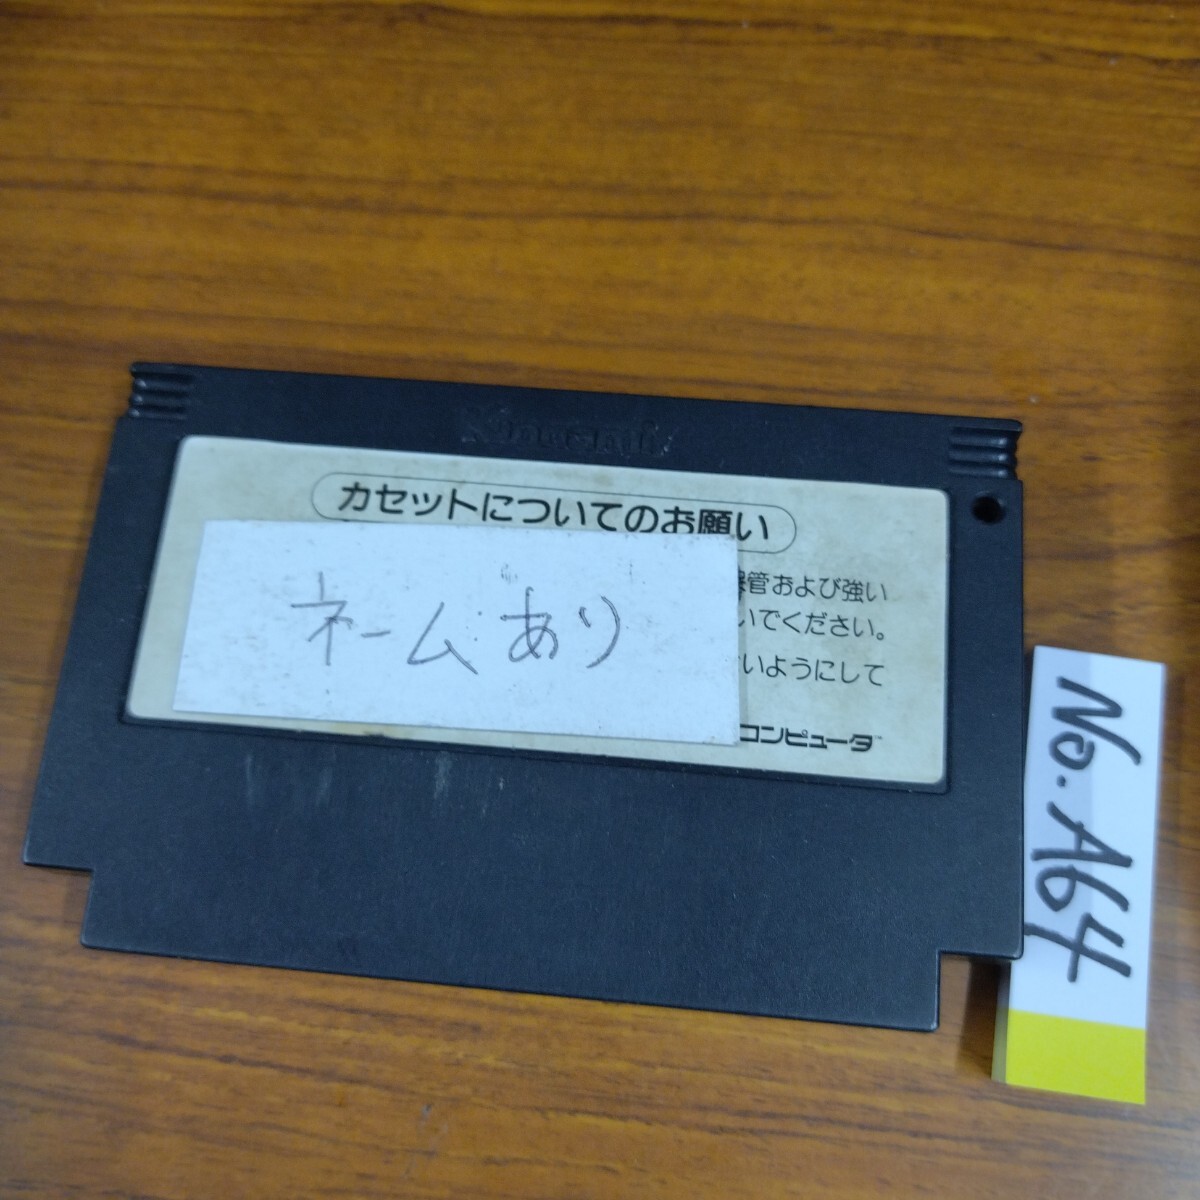 カセットについてのお願い
管および強い
いでください。
いようにして
コンピュータ
ネームあり
No. A64